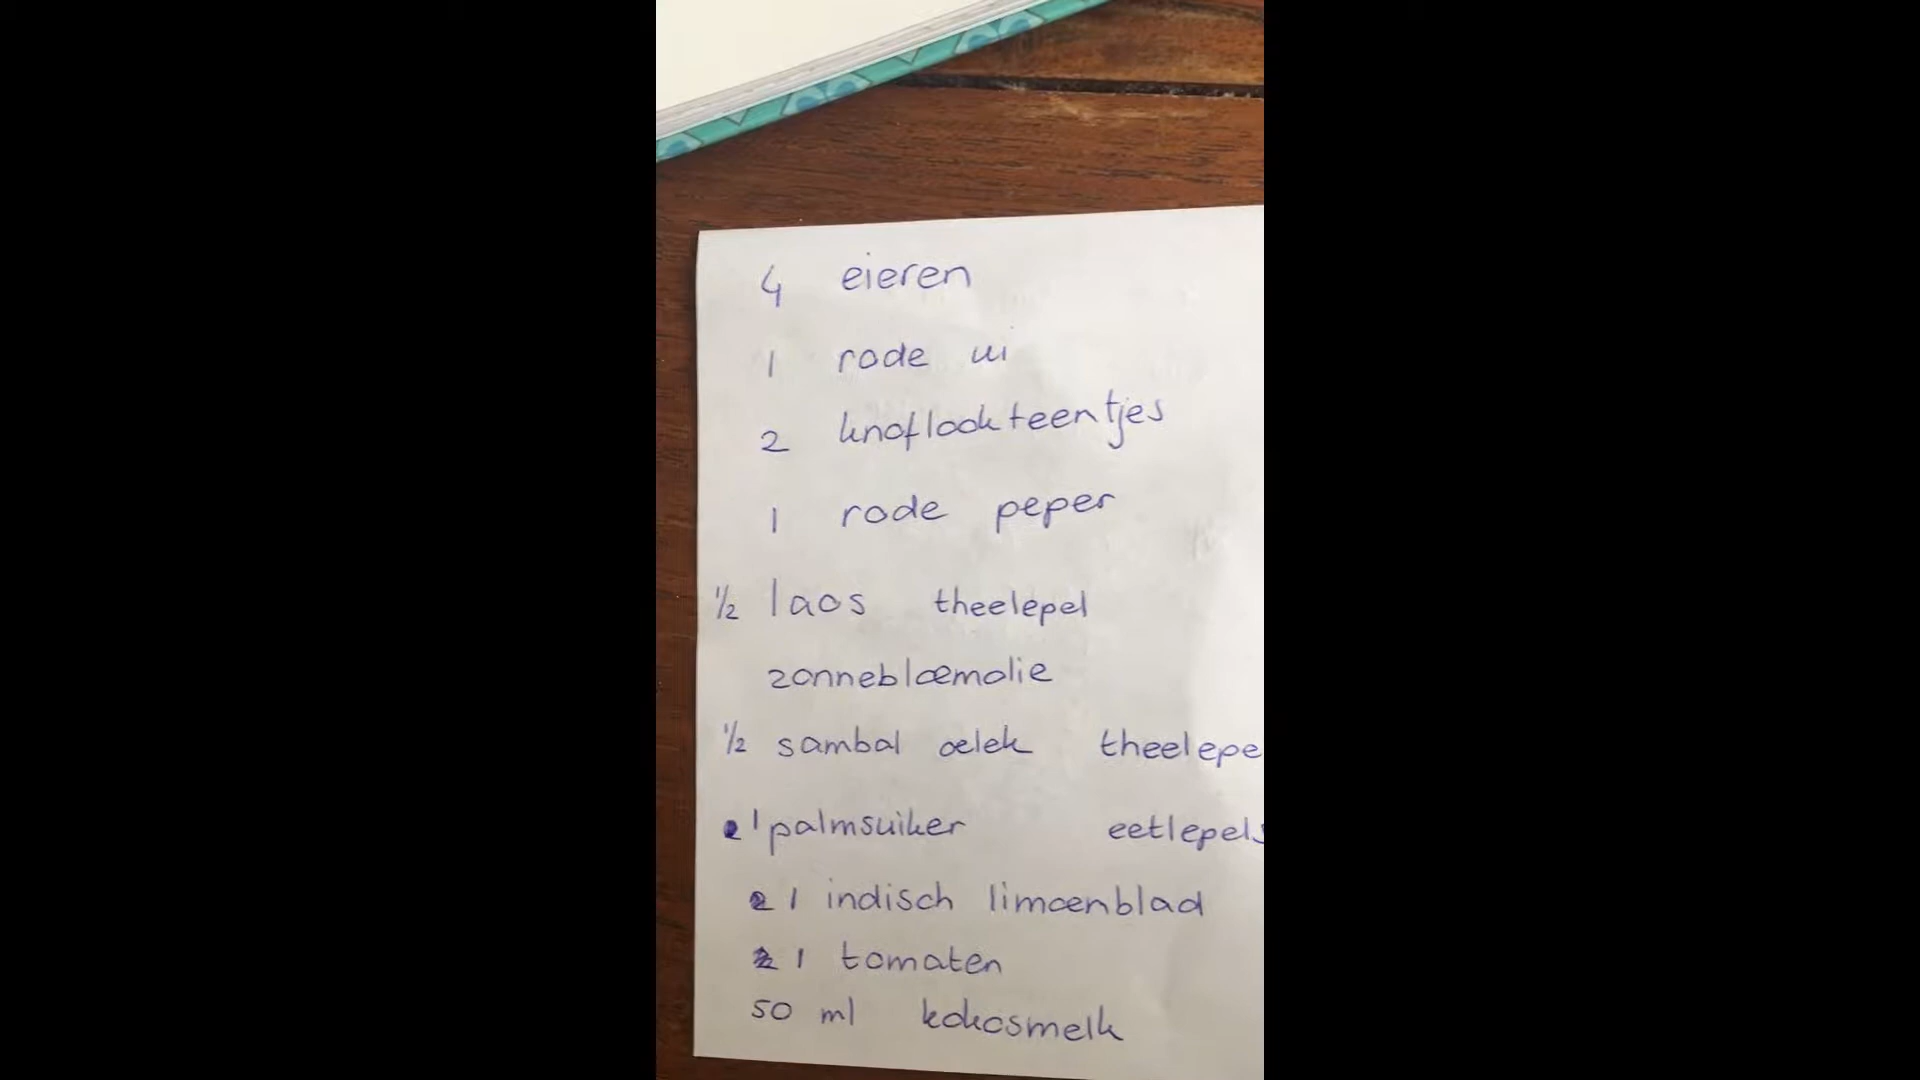 4 eieren
1 rode ui
2 knoflookteentjes
1 rode peper
1/2 laos theelepel
zonnebloemolie
1/2 sambal oelek theelepe
1 palmsuiker eetlepels
1 indisch limoenblad
1 tomaten
50 ml kokosmelk